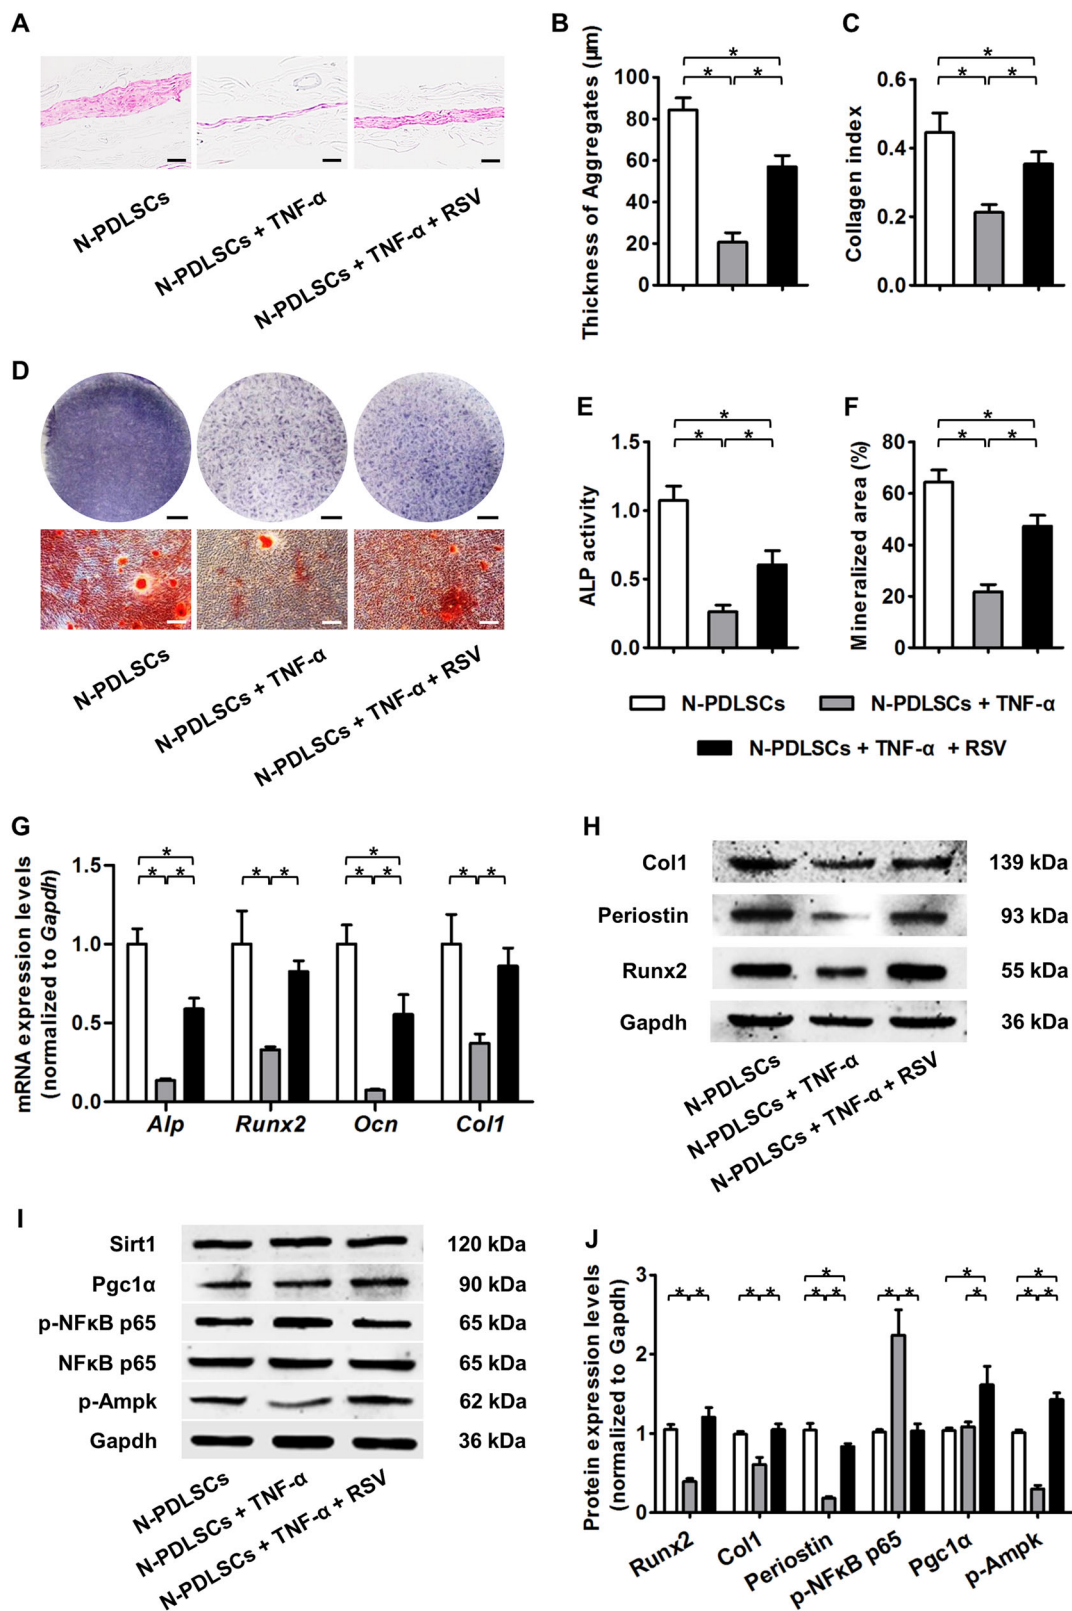 A
N-PDLSCs
N-PDLSCs + TNF-α
N-PDLSCs + TNF-α + RSV
B
Thickness of Aggregates (μm)
100
80
60
40
20
0
*
* *
C
Collagen index
0.6
0.4
0.2
0.0
*
* *
D
N-PDLSCs
N-PDLSCs + TNF-α
N-PDLSCs + TNF-α + RSV
E
ALP activity
1.5
1.0
0.5
0.0
*
* *
F
Mineralized area (%)
80
60
40
20
0
*
* *
N-PDLSCs
N-PDLSCs + TNF-α
N-PDLSCs + TNF-α + RSV
G
mRNA expression levels
(normalized to Gapdh)
1.5
1.0
0.5
0.0
* *
* * * * * * * *
Alp Runx2 Ocn Col1
H
Col1 139 kDa
Periostin 93 kDa
Runx2 55 kDa
Gapdh 36 kDa
N-PDLSCs
N-PDLSCs + TNF-α
N-PDLSCs + TNF-α + RSV
I
Sirt1 120 kDa
Pgc1α 90 kDa
p-NFκB p65 65 kDa
NFκB p65 65 kDa
p-Ampk 62 kDa
Gapdh 36 kDa
N-PDLSCs
N-PDLSCs + TNF-α
N-PDLSCs + TNF-α + RSV
J
Protein expression levels
(normalized to Gapdh)
3
2
1
0
* * *
* * * * * * * * * * *
Runx2
Col1
Periostin
p-NFκB p65
Pgc1α
p-Ampk